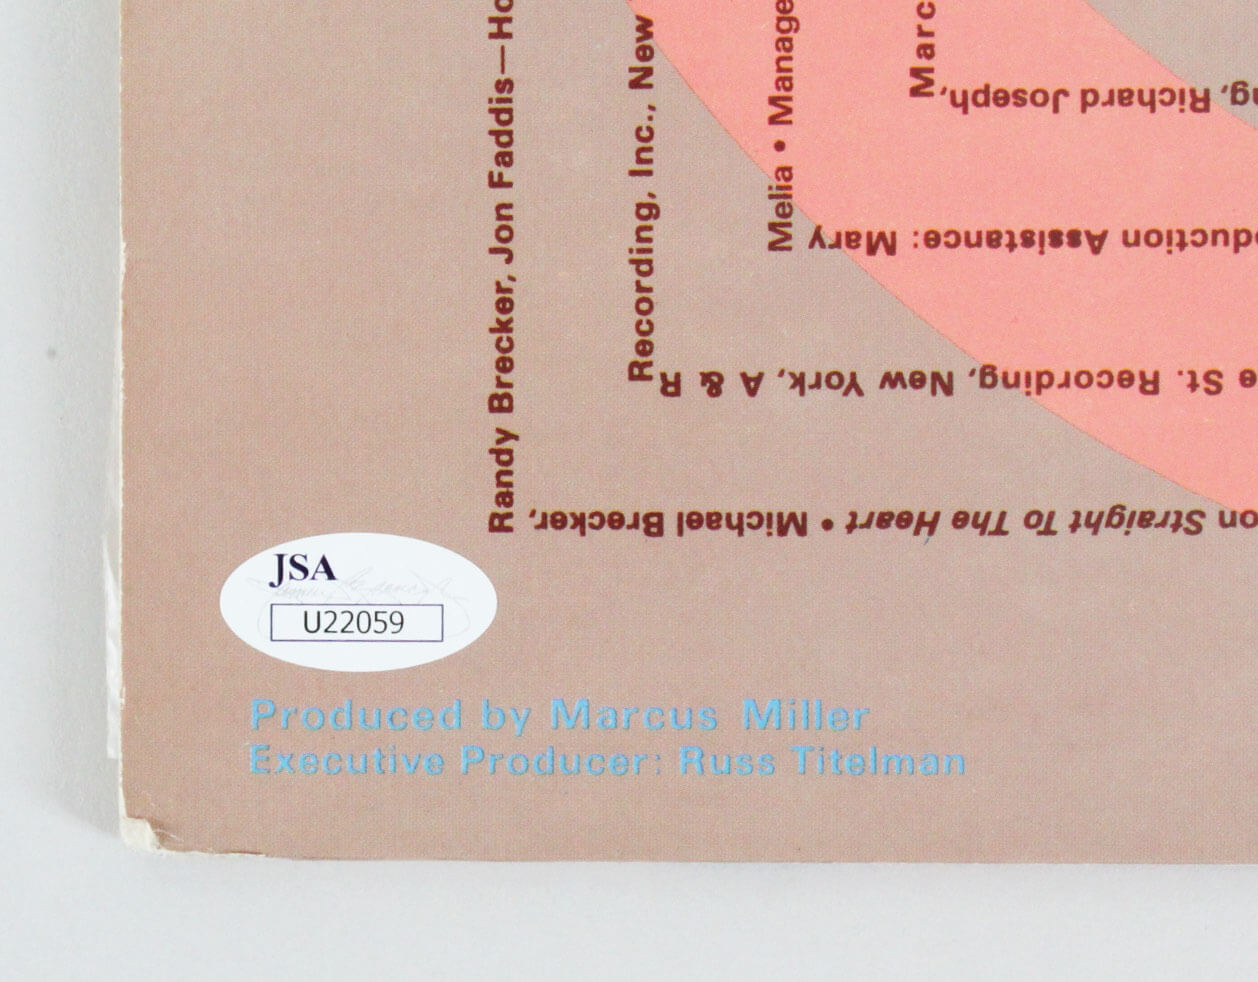 Randy Brecker, Jon Faddis—Ho
Recording, Inc., New
Melia • Manage
Marc
ng, Richard Joseph,
duction Assistance: Mary
e St. Recording, New York, A & R
on Straight To The Heart • Michael Brecker,
JSA
U22059
Produced by Marcus Miller
Executive Producer: Russ Titelman